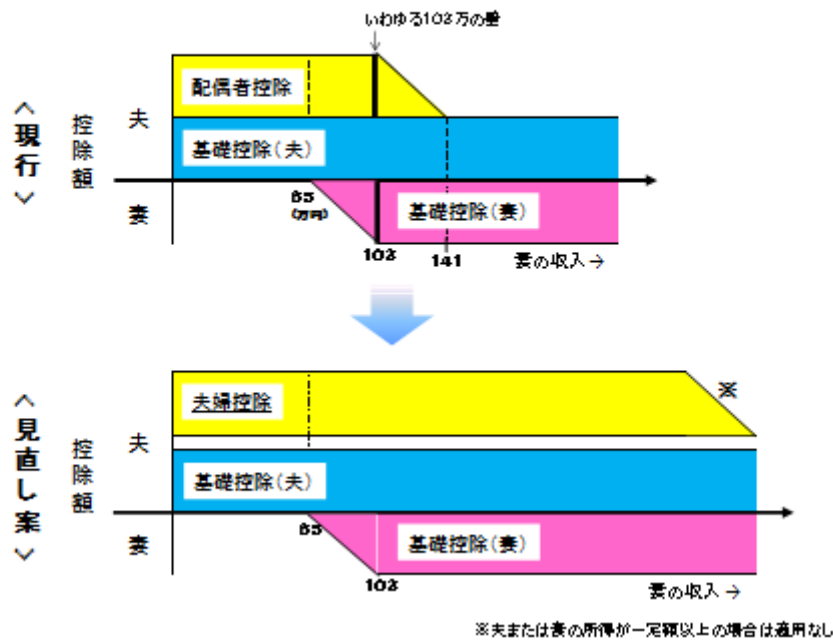 いわゆる103万の壁
<現行>
控除額
夫
妻
配偶者控除
基礎控除(夫)
65
(万円)
基礎控除(妻)
103
141
妻の収入→
<見直し案>
控除額
夫
妻
夫婦控除
※
基礎控除(夫)
65
基礎控除(妻)
103
妻の収入→
※夫または妻の所得が一定額以上の場合は適用なし